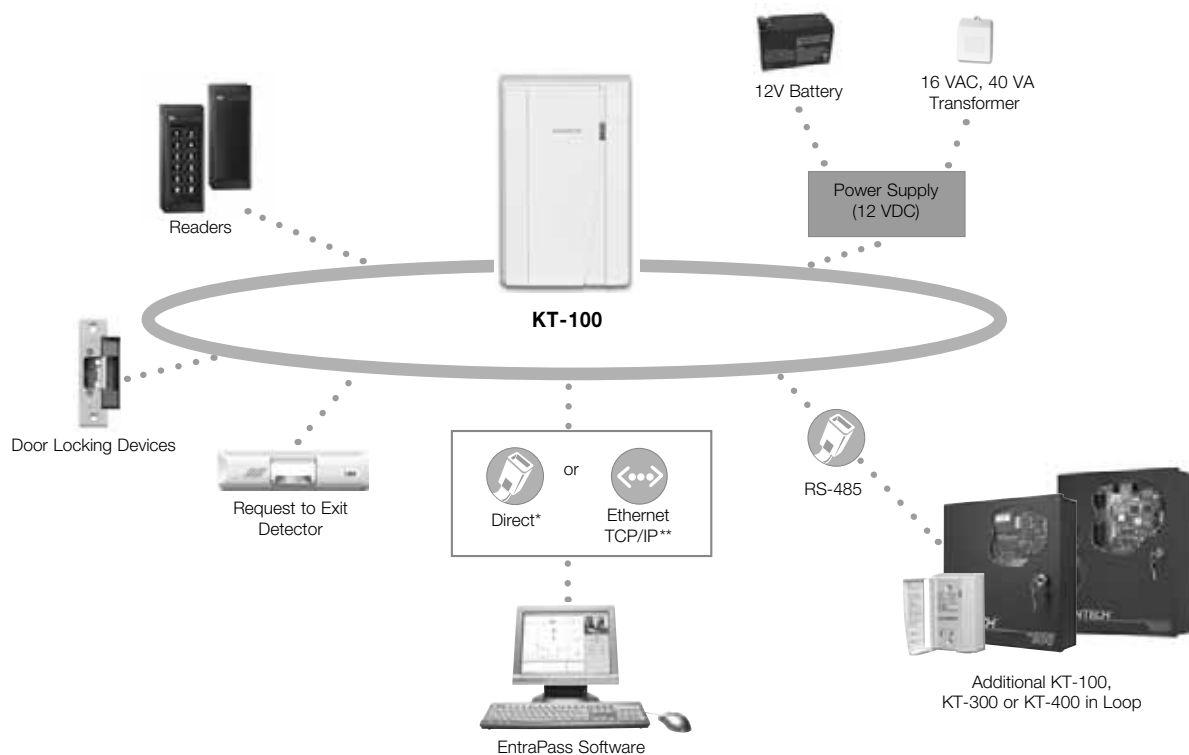 12V Battery
16 VAC, 40 VA
Transformer
Power Supply
(12 VDC)
Readers
KT-100
Door Locking Devices
Request to Exit
Detector
Direct*
or
Ethernet
TCP/IP**
RS-485
EntraPass Software
Additional KT-100,
KT-300 or KT-400 in Loop